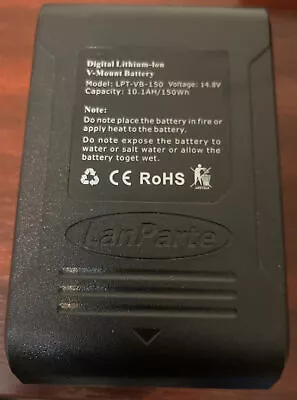 Digital Lithium-Ion
V-Mount Battery
Model: LPT-VB-150 Voltage: 14.8V
Capacity: 10.1AH/150Wh
Note:
Do note place the battery in fire or
apply heat to the battery.
Do note expose the battery to
water or salt water or allow the
battery toget wet.
CE RoHS
LanParte